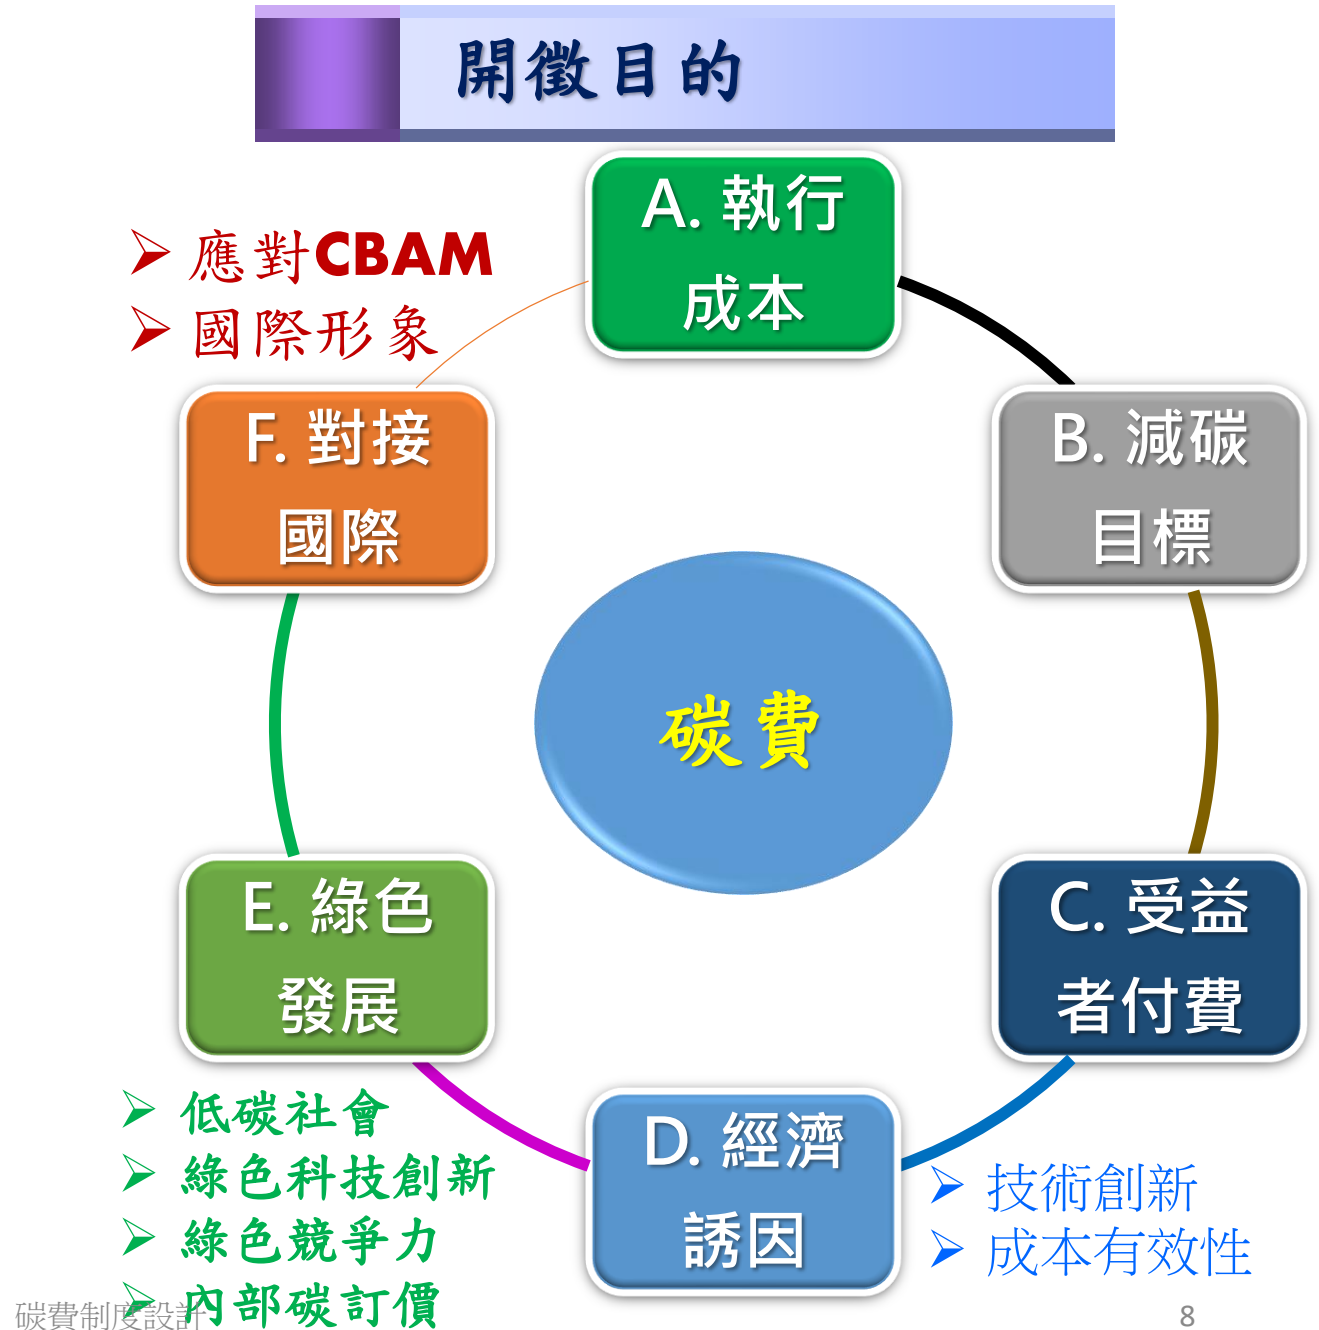 開徵目的
A. 執行
成本
應對CBAM
國際形象
F. 對接
國際
B. 減碳
目標
碳費
E. 綠色
發展
C. 受益
者付費
低碳社會
綠色科技創新
綠色競爭力
內部碳訂價
D. 經濟
誘因
技術創新
成本有效性
碳費制度設計
8